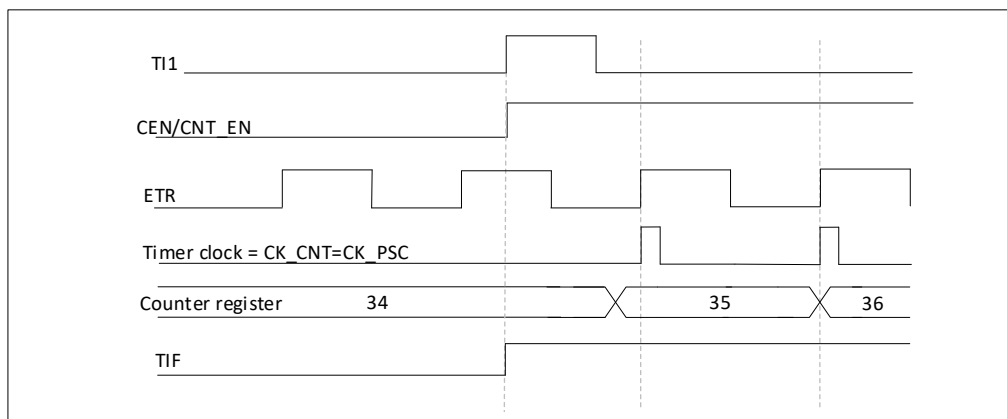 TI1
CEN/CNT_EN
ETR
Timer clock = CK_CNT=CK_PSC
Counter register 34 35 36
TIF